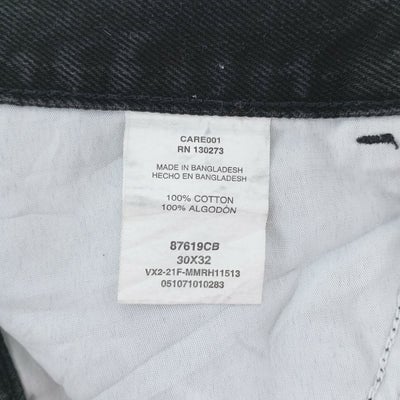 CARE001
RN 130273
MADE IN BANGLADESH
HECHO EN BANGLADESH
100% COTTON
100% ALGODÓN
87619CB
30X32
VX2-21F-MMRH11513
051071010283